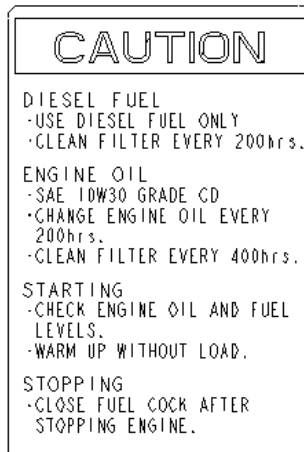 CAUTION
DIESEL FUEL
·USE DIESEL FUEL ONLY
·CLEAN FILTER EVERY 200hrs.
ENGINE OIL
·SAE 10W30 GRADE CD
·CHANGE ENGINE OIL EVERY
200hrs.
·CLEAN FILTER EVERY 400hrs.
STARTING
·CHECK ENGINE OIL AND FUEL
LEVELS.
·WARM UP WITHOUT LOAD.
STOPPING
·CLOSE FUEL COCK AFTER
STOPPING ENGINE.